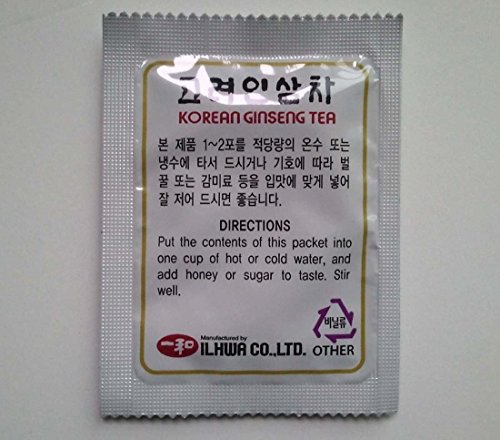 고려인삼차
KOREAN GINSENG TEA
본 제품 1~2포를 적당량의 온수 또는
냉수에 타서 드시거나 기호에 따라 벌
꿀 또는 감미료 등을 입맛에 맞게 넣어
잘 저어 드시면 좋습니다.
DIRECTIONS
Put the contents of this packet into
one cup of hot or cold water, and
add honey or sugar to taste. Stir
well.
비닐류
一和
Manufactured by
ILHWA CO.,LTD.
OTHER